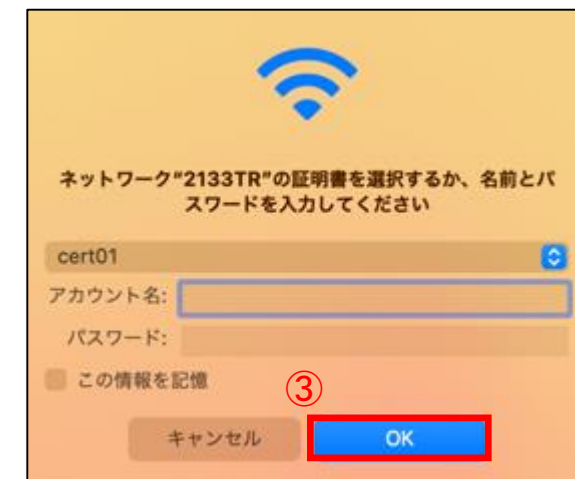 ネットワーク"2133TR"の証明書を選択するか、名前とパ
スワードを入力してください
cert01
アカウント名:
パスワード:
この情報を記憶
③
キャンセル OK